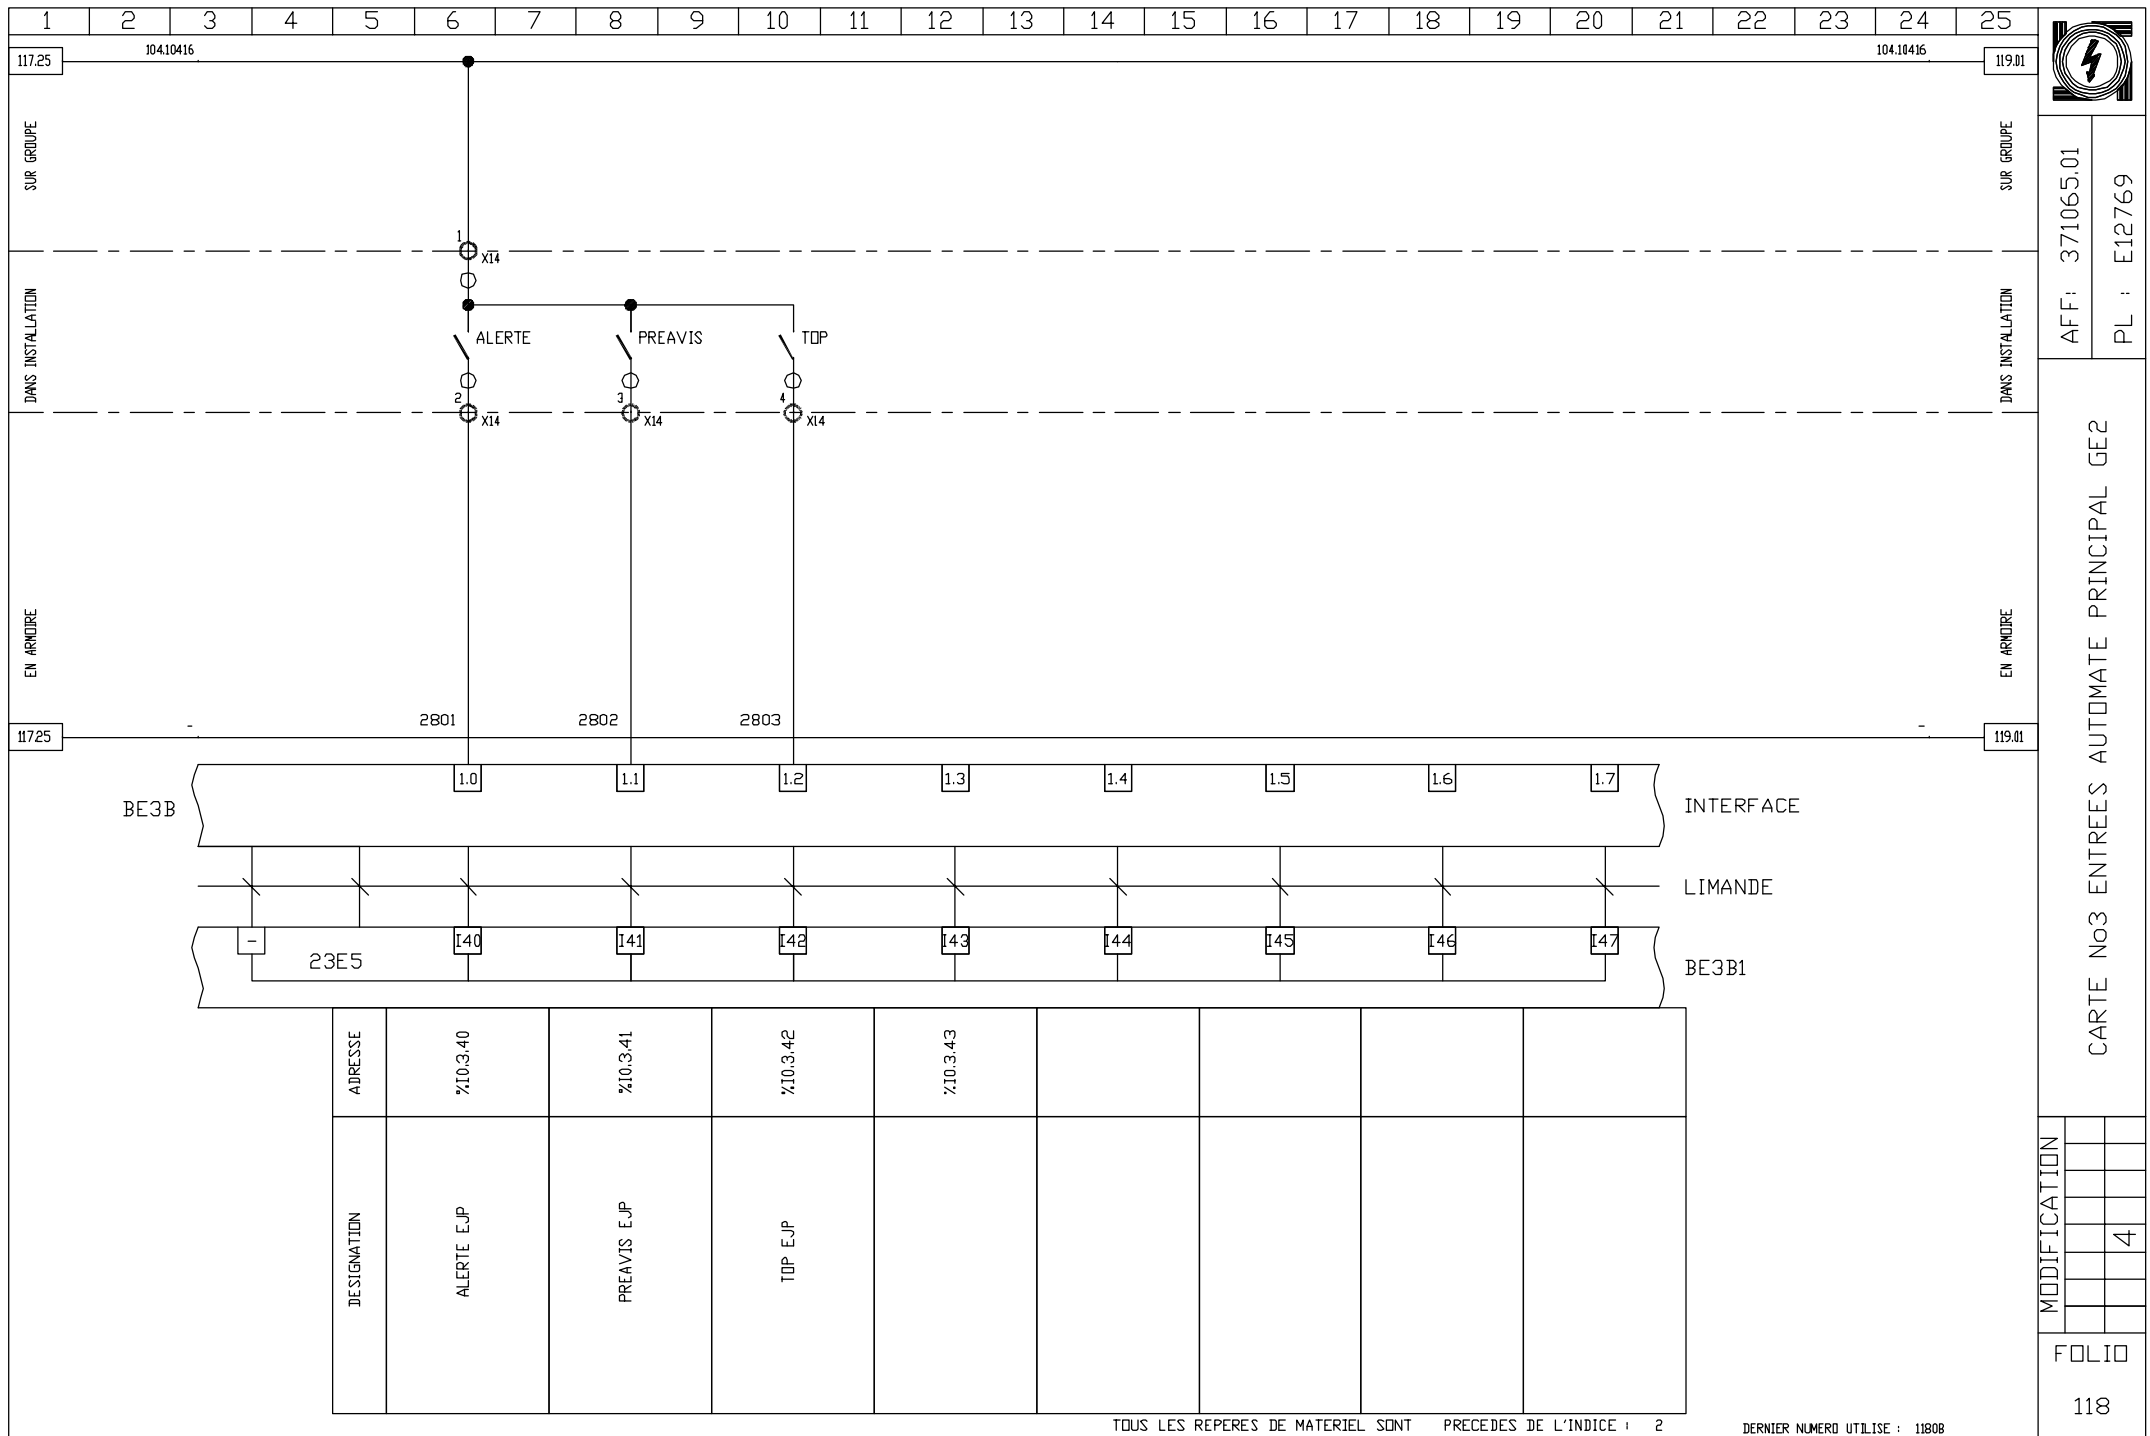 1 2 3 4 5 6 7 8 9 10 11 12 13 14 15 16 17 18 19 20 21 22 23 24 25
117.25 104.10416 104.10416 119.01
SUR GROUPE SUR GROUPE
1
X14
DANS INSTALLATION DANS INSTALLATION
ALERTE PREAVIS TOP
2 3 4
X14 X14 X14
EN ARMOIRE EN ARMOIRE
2801 2802 2803
117.25 - - 119.01
1.0 1.1 1.2 1.3 1.4 1.5 1.6 1.7
BE3B INTERFACE
LIMANDE
- I40 I41 I42 I43 I44 I45 I46 I47
23E5 BE3B1
ADRESSE %I0.3.40 %I0.3.41 %I0.3.42 %I0.3.43
DESIGNATION ALERTE EJP PREAVIS EJP TOP EJP
TOUS LES REPERES DE MATERIEL SONT PRECEDES DE L'INDICE : 2
DERNIER NUMERO UTILISE : 1180B
AFF: 371065.01
PL : E12769
CARTE No3 ENTREES AUTOMATE PRINCIPAL GE2
MODIFICATION
4
FOLIO
118